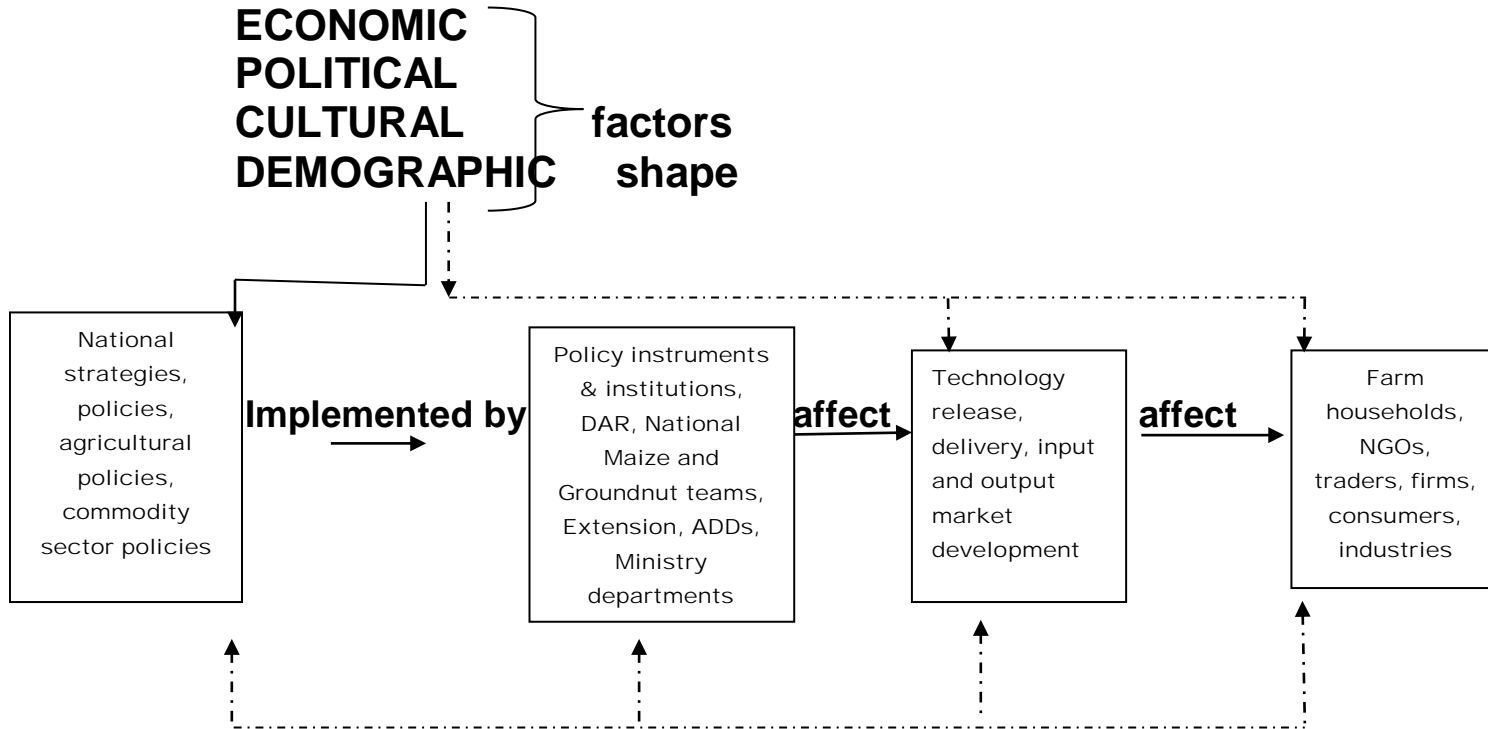 ECONOMIC
POLITICAL
CULTURAL factors
DEMOGRAPHIC shape
National
strategies,
policies,
agricultural
policies,
commodity
sector policies
Implemented by
Policy instruments
& institutions,
DAR, National
Maize and
Groundnut teams,
Extension, ADDs,
Ministry
departments
affect
Technology
release,
delivery, input
and output
market
development
affect
Farm
households,
NGOs,
traders, firms,
consumers,
industries